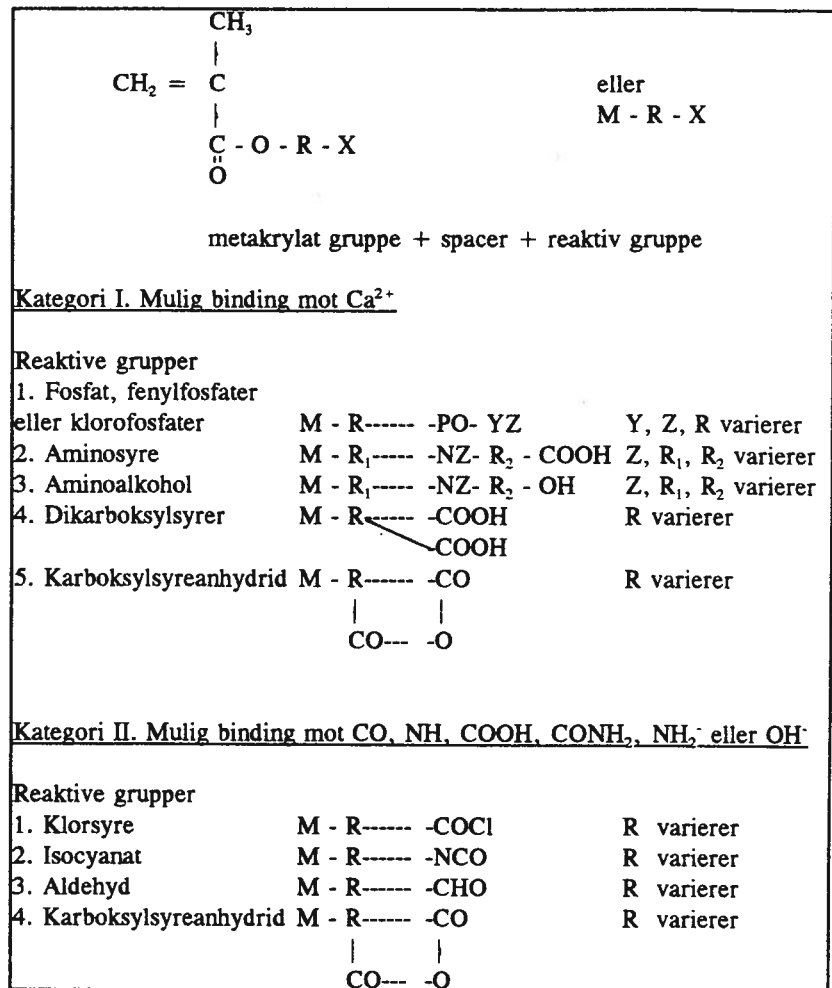 CH₃
|
CH₂ = C eller
| M - R - X
C - O - R - X
"
O
metakrylat gruppe + spacer + reaktiv gruppe
Kategori I. Mulig binding mot Ca²⁺
Reaktive grupper
1. Fosfat, fenylfosfater
eller klorofosfater M - R------ -PO- YZ Y, Z, R varierer
2. Aminosyre M - R₁----- -NZ- R₂ - COOH Z, R₁, R₂ varierer
3. Aminoalkohol M - R₁----- -NZ- R₂ - OH Z, R₁, R₂ varierer
4. Dikarboksylsyrer M - R------ -COOH R varierer
-COOH
5. Karboksylsyreanhydrid M - R------ -CO R varierer
| |
CO--- -O
Kategori II. Mulig binding mot CO, NH, COOH, CONH₂, NH₂⁻ eller OH⁻
Reaktive grupper
1. Klorsyre M - R------ -COCl R varierer
2. Isocyanat M - R------ -NCO R varierer
3. Aldehyd M - R------ -CHO R varierer
4. Karboksylsyreanhydrid M - R------ -CO R varierer
| |
CO--- -O